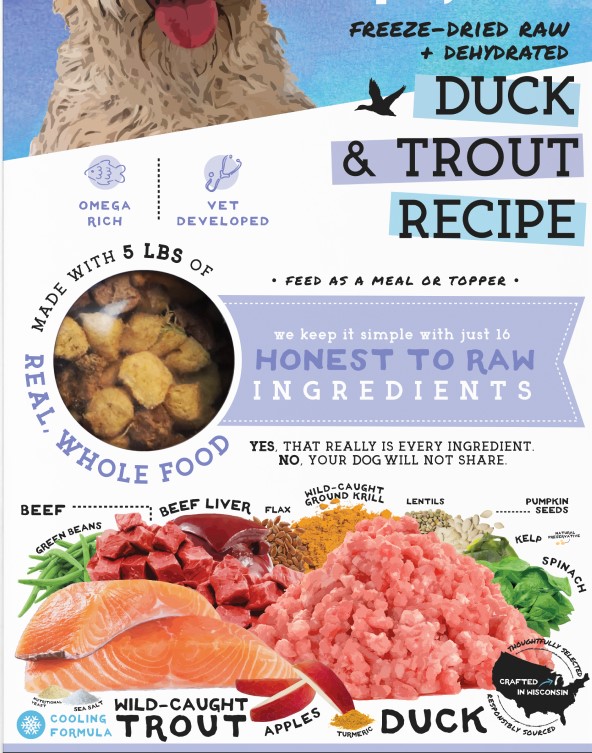 FREEZE-DRIED RAW
+ DEHYDRATED
DUCK
& TROUT
RECIPE
OMEGA
RICH
VET
DEVELOPED
MADE WITH 5 LBS OF
REAL, WHOLE FOOD
• FEED AS A MEAL OR TOPPER •
we keep it simple with just 16
HONEST TO RAW
INGREDIENTS
YES, THAT REALLY IS EVERY INGREDIENT.
NO, YOUR DOG WILL NOT SHARE.
BEEF
BEEF LIVER
FLAX
WILD-CAUGHT
GROUND KRILL
LENTILS
PUMPKIN
SEEDS
GREEN BEANS
KELP
NATURAL
PRESERVATIVE
SPINACH
NUTRITIONAL
YEAST
SEA SALT
COOLING
FORMULA
WILD-CAUGHT
TROUT
APPLES
TURMERIC
DUCK
THOUGHTFULLY SELECTED
CRAFTED
IN WISCONSIN
RESPONSIBLY SOURCED